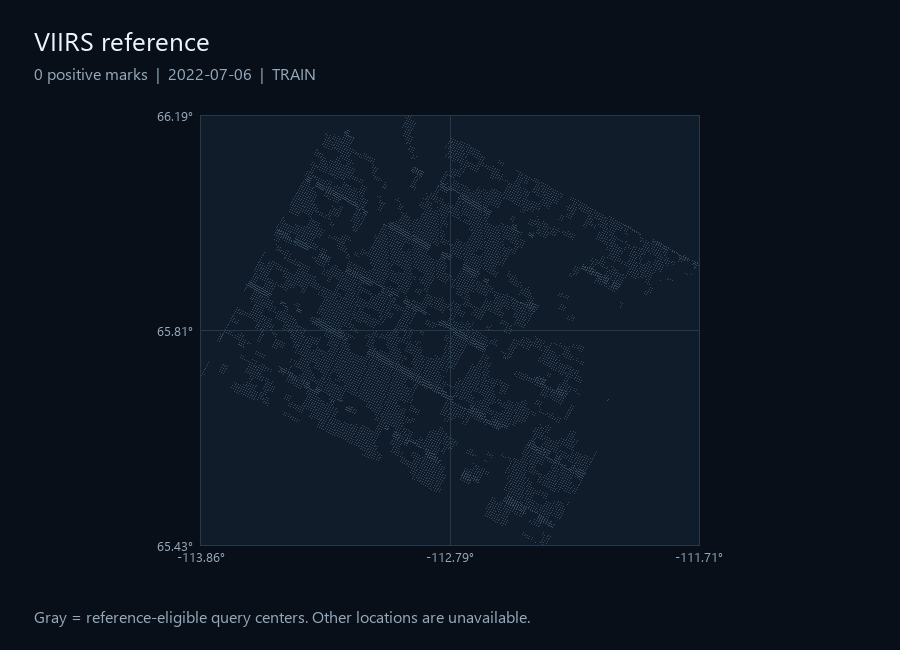 VIIRS reference
0 positive marks | 2022-07-06 | TRAIN
66.19°
65.81°
65.43°
-113.86° -112.79° -111.71°
Gray = reference-eligible query centers. Other locations are unavailable.